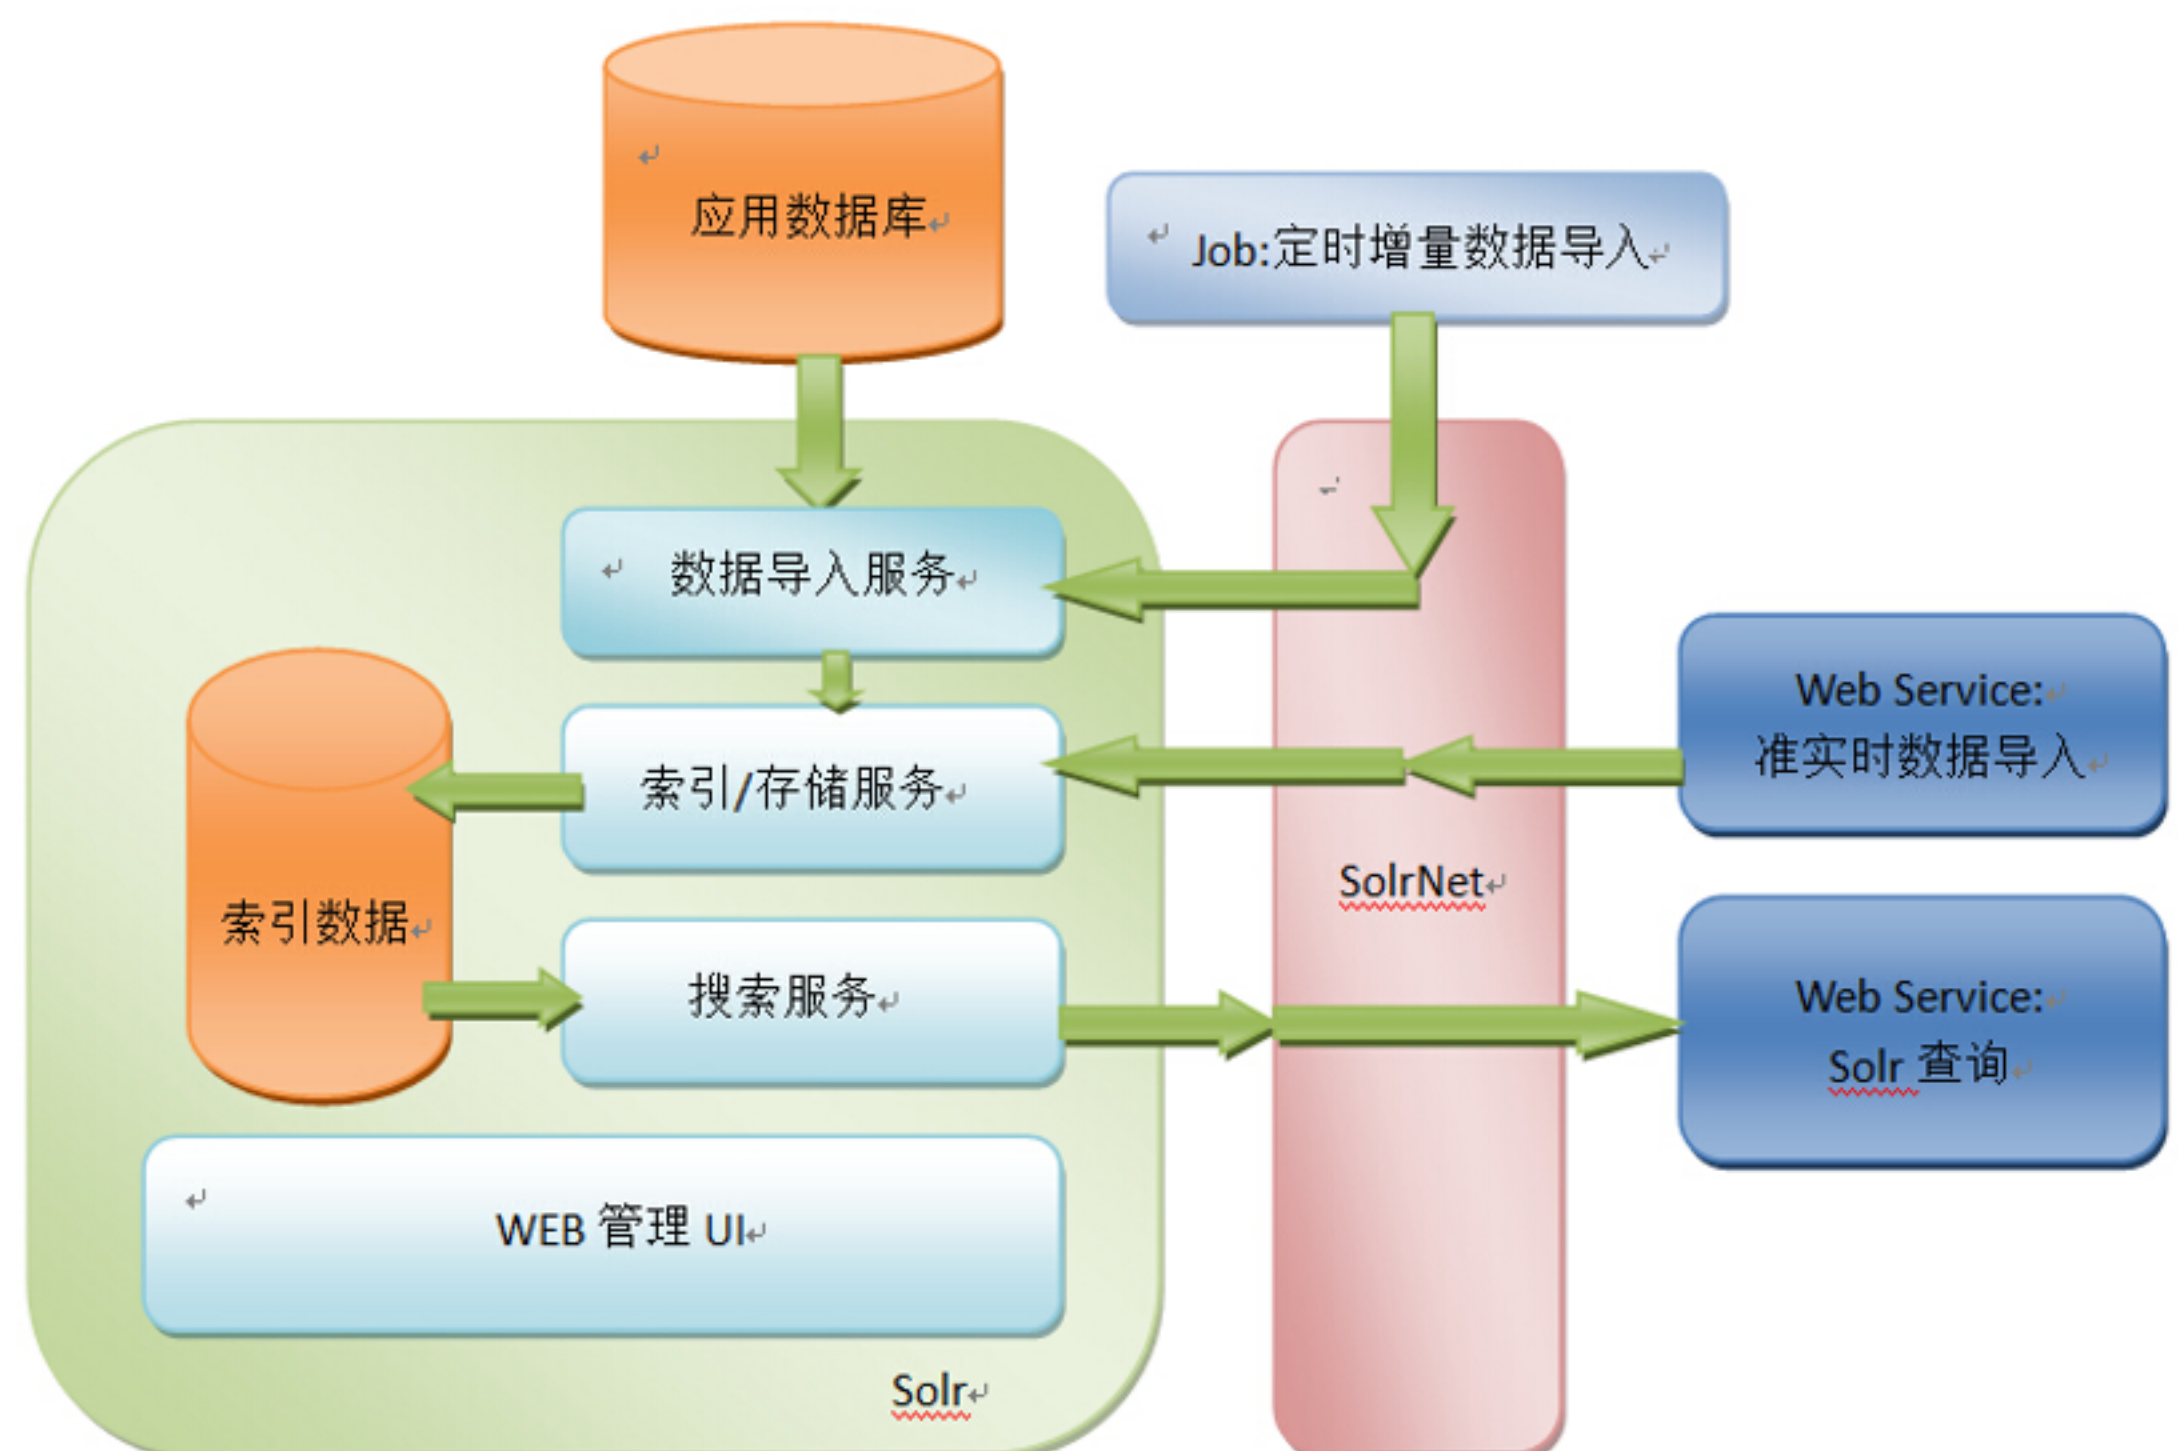 应用数据库
Job:定时增量数据导入
数据导入服务
Web Service:
准实时数据导入
索引/存储服务
SolrNet
索引数据
搜索服务
Web Service:
Solr 查询
WEB 管理 UI
Solr